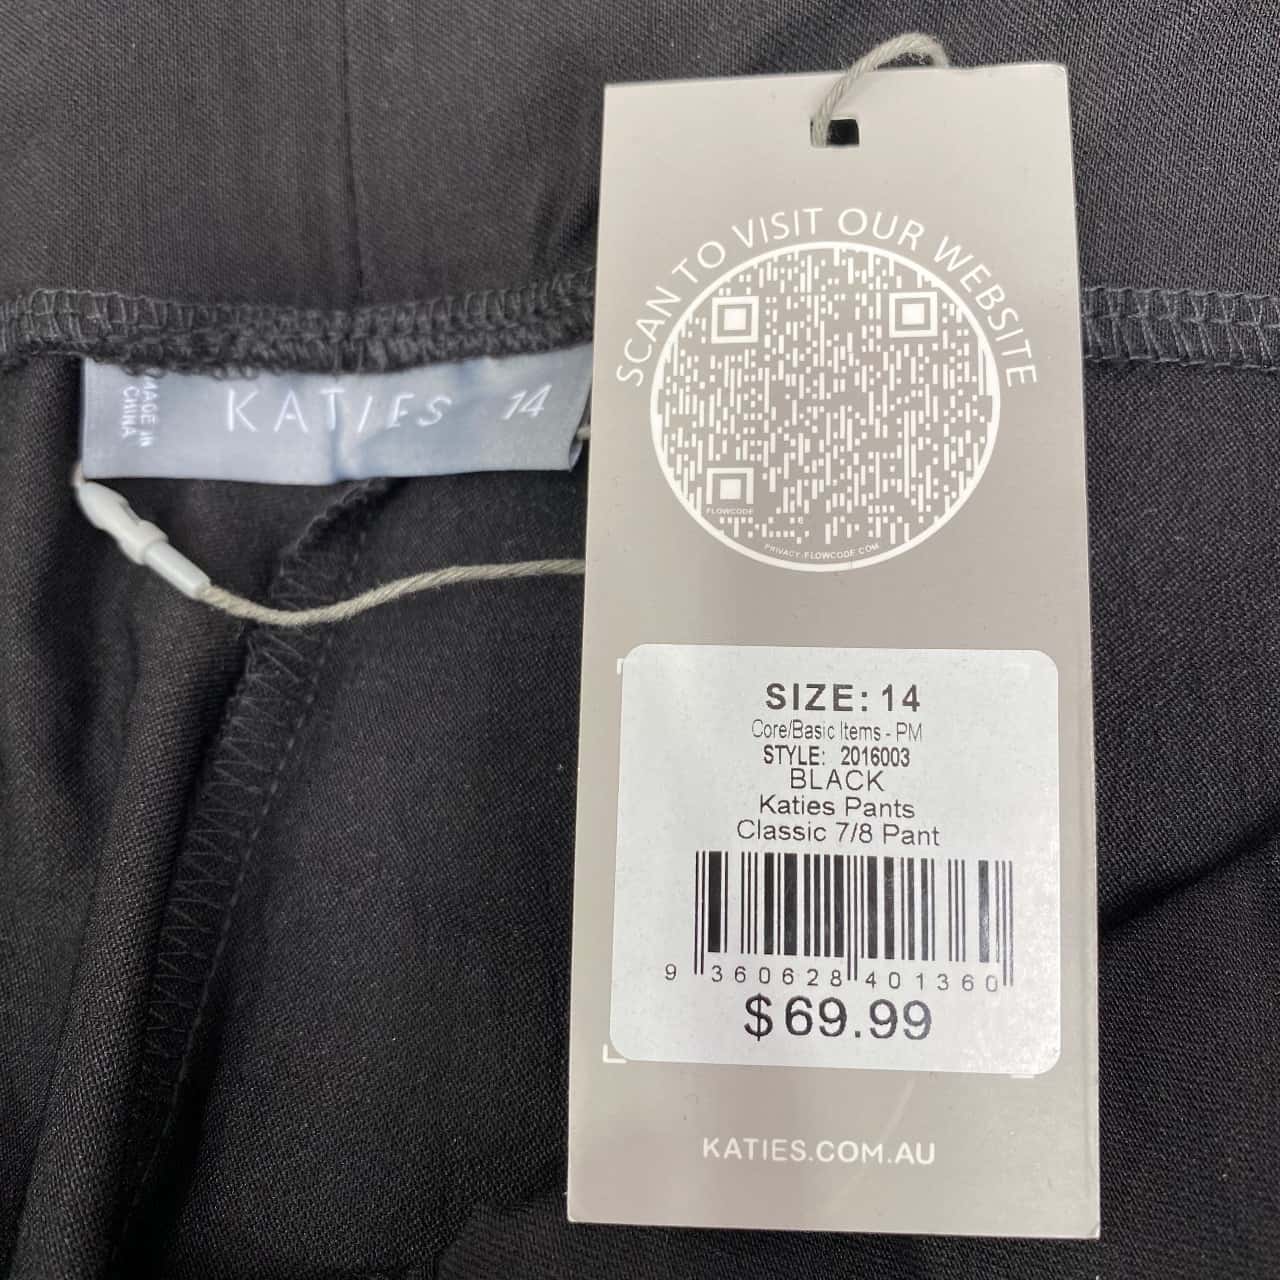 SCAN TO VISIT OUR WEBSITE
FLOWCODE
PRIVACY.FLOWCODE.COM
MADE IN
CHINA
KATIES 14
SIZE: 14
Core/Basic Items - PM
STYLE: 2016003
BLACK
Katies Pants
Classic 7/8 Pant
9 360628 401360
$69.99
KATIES.COM.AU